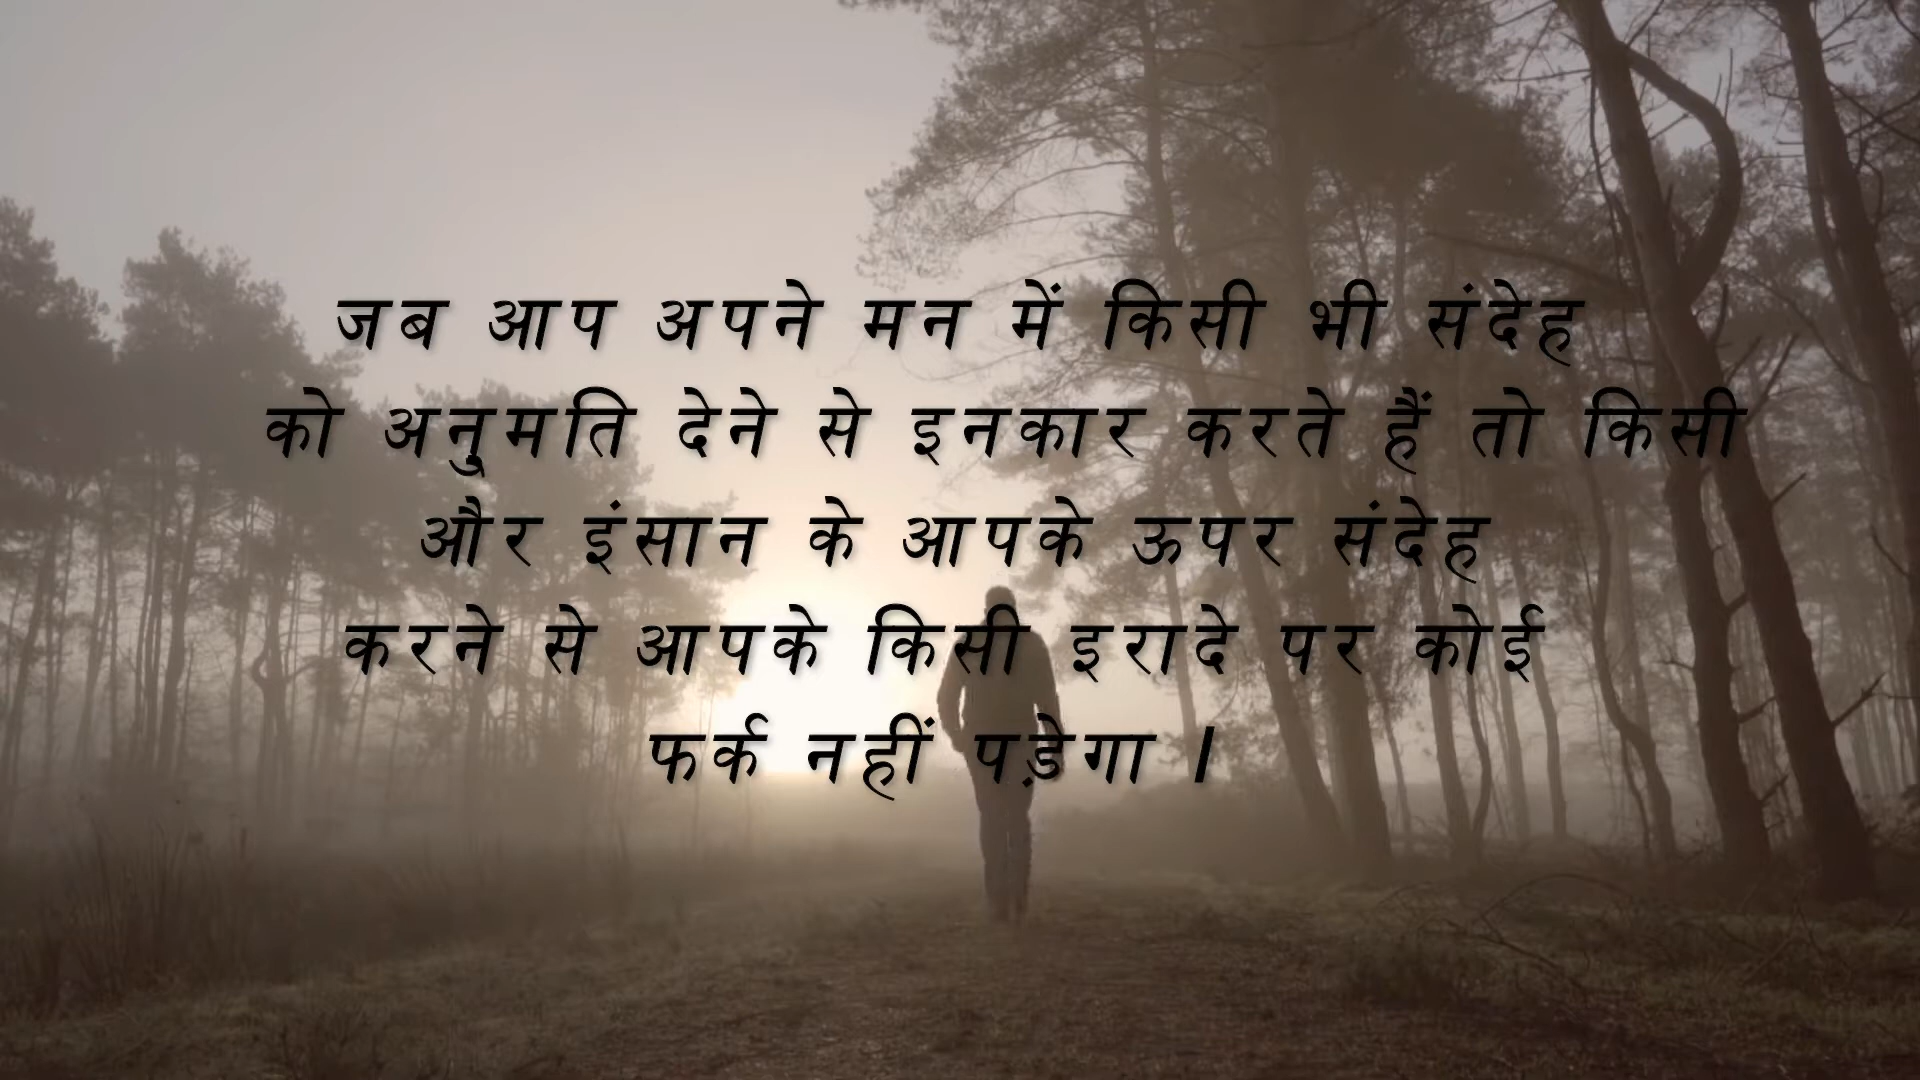 जब आप अपने मन में किसी भी संदेह
को अनुमति देने से इनकार करते हैं तो किसी
और इंसान के आपके ऊपर संदेह
करने से आपके किसी इरादे पर कोई
फर्क नहीं पड़ेगा ।